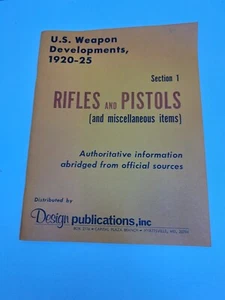 U.S. Weapon
Developments,
1920-25
Section 1
RIFLES AND PISTOLS
(and miscellaneous items)
Authoritative information
abridged from official sources
Distributed by
Design publications, inc